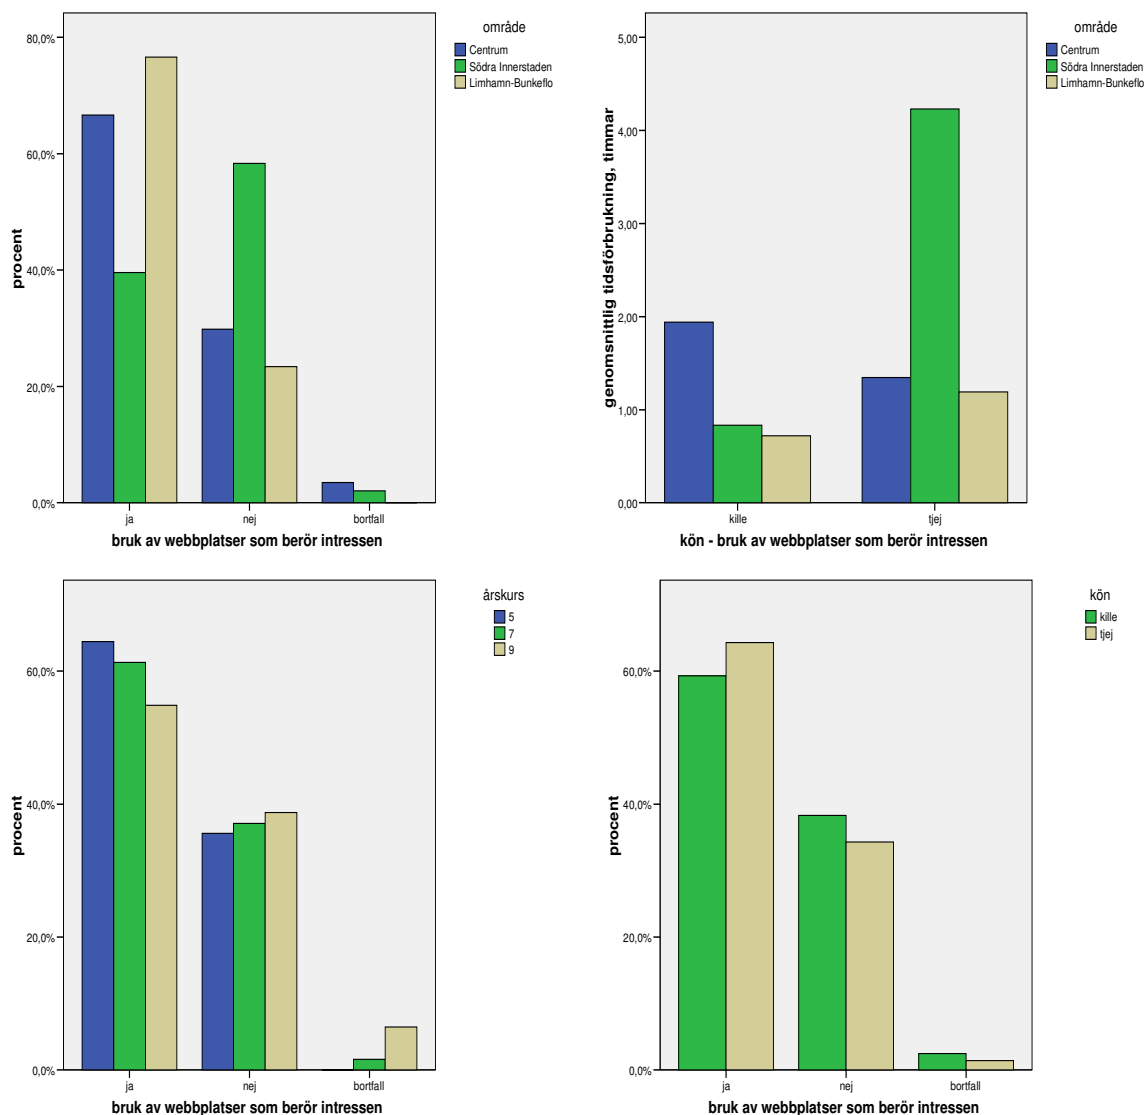 område
Centrum
Södra Innerstaden
Limhamn-Bunkeflo
80,0%
60,0%
40,0%
20,0%
0,0%
procent
ja nej bortfall
bruk av webbplatser som berör intressen
område
Centrum
Södra Innerstaden
Limhamn-Bunkeflo
5,00
4,00
3,00
2,00
1,00
0,00
genomsnittlig tidsförbrukning, timmar
kille tjej
kön - bruk av webbplatser som berör intressen
årskurs
5
7
9
60,0%
40,0%
20,0%
0,0%
procent
ja nej bortfall
bruk av webbplatser som berör intressen
kön
kille
tjej
60,0%
40,0%
20,0%
0,0%
procent
ja nej bortfall
bruk av webbplatser som berör intressen